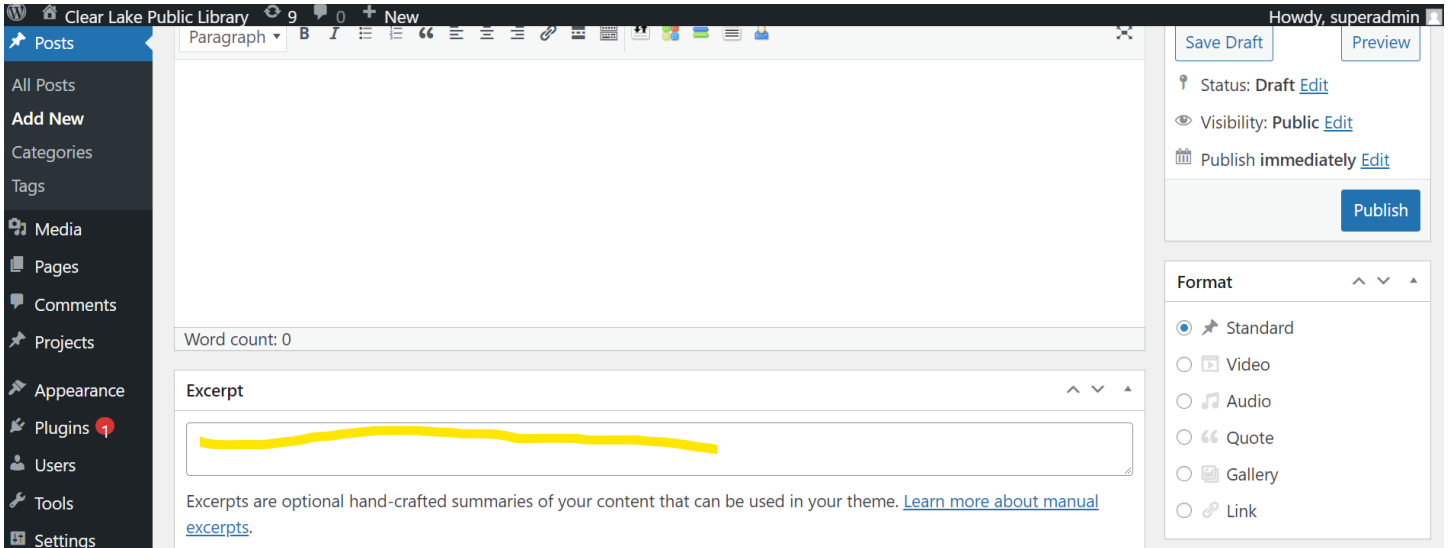 Clear Lake Public Library 9 0 New Howdy, superadmin
Posts
All Posts
Add New
Categories
Tags
Media
Pages
Comments
Projects
Appearance
Plugins 1
Users
Tools
Settings
Paragraph B I
Word count: 0
Excerpt
Excerpts are optional hand-crafted summaries of your content that can be used in your theme. Learn more about manual
excerpts.
Save Draft Preview
Status: Draft Edit
Visibility: Public Edit
Publish immediately Edit
Publish
Format
Standard
Video
Audio
Quote
Gallery
Link